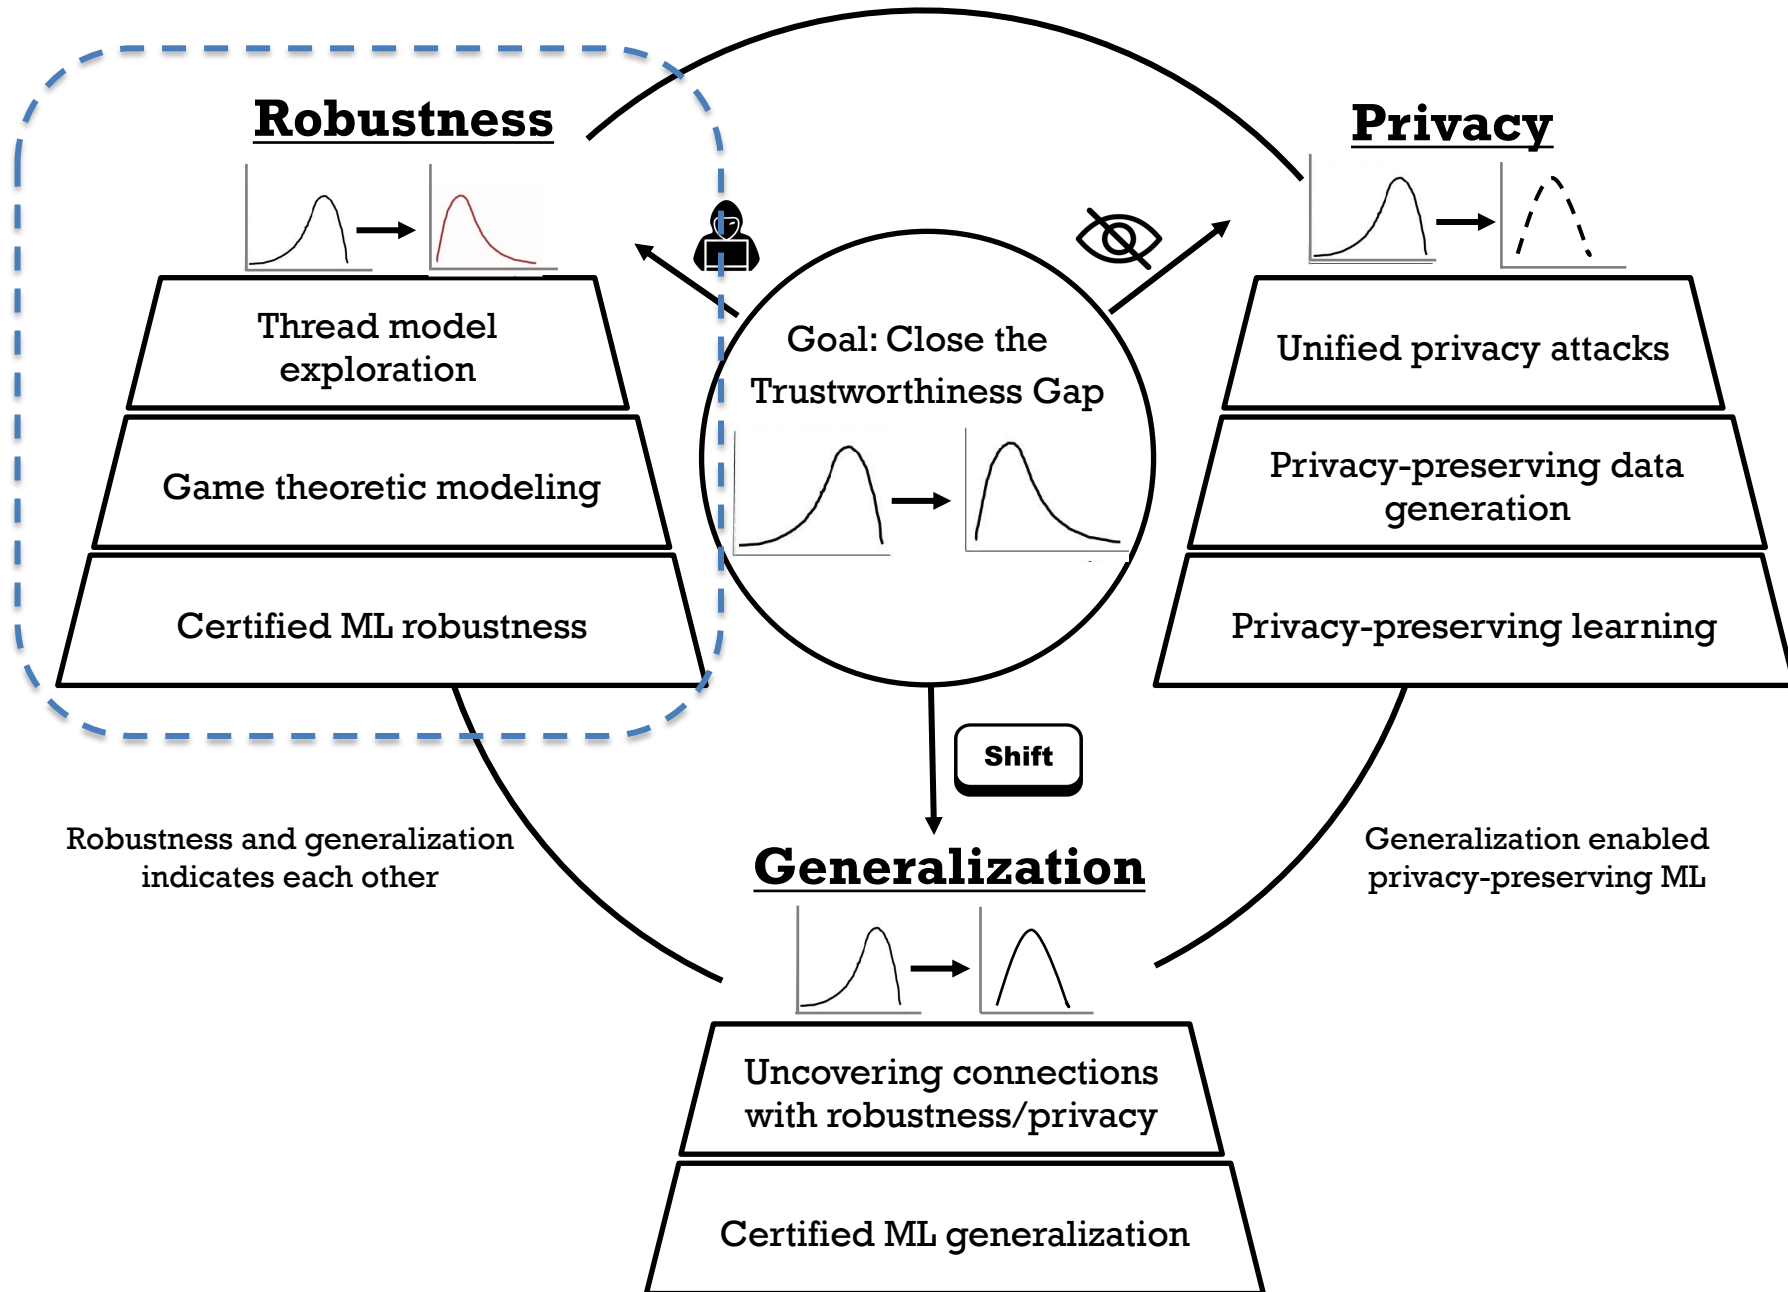 Robustness
Thread model
exploration
Game theoretic modeling
Certified ML robustness
Goal: Close the
Trustworthiness Gap
Privacy
Unified privacy attacks
Privacy-preserving data
generation
Privacy-preserving learning
Shift
Robustness and generalization
indicates each other
Generalization enabled
privacy-preserving ML
Generalization
Uncovering connections
with robustness/privacy
Certified ML generalization